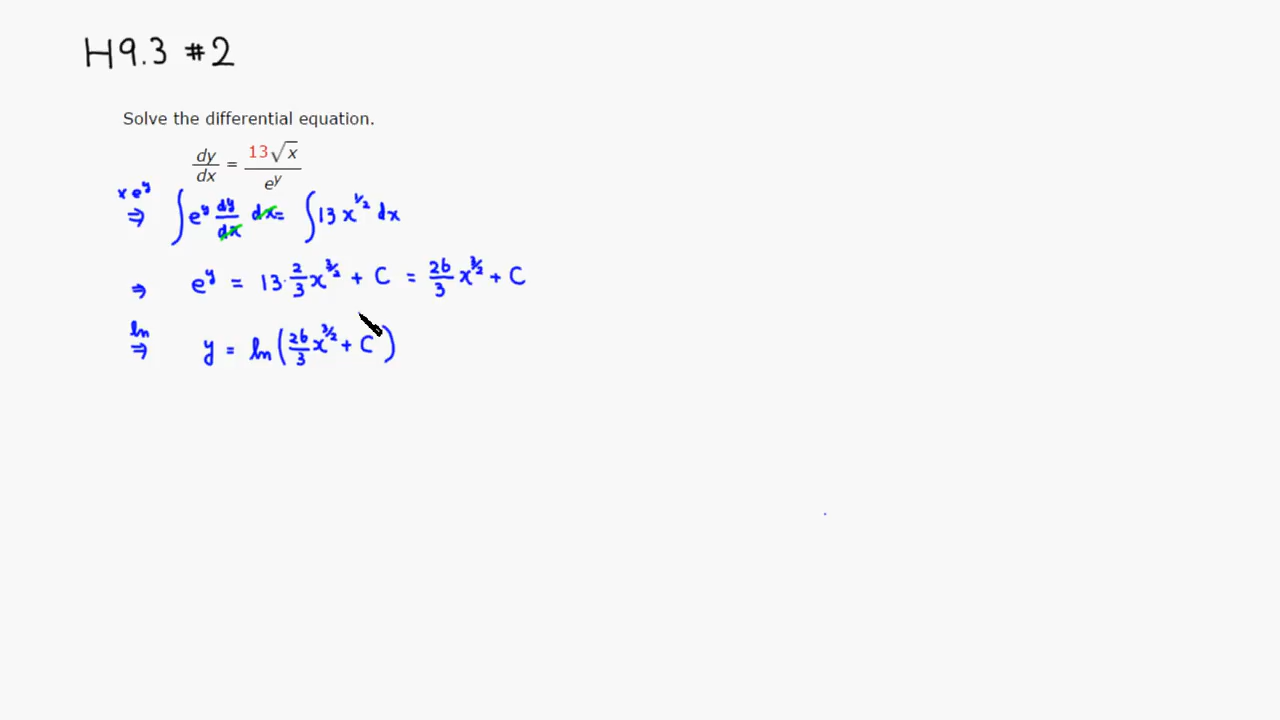 H9.3 #2
Solve the differential equation.
dy/dx = 13√x / e^y
× e^y ⇒ ∫ e^y dy/dx dx = ∫ 13 x^(1/2) dx
⇒ e^y = 13 · 2/3 x^(3/2) + C = 26/3 x^(3/2) + C
ln ⇒ y = ln(26/3 x^(3/2) + C)